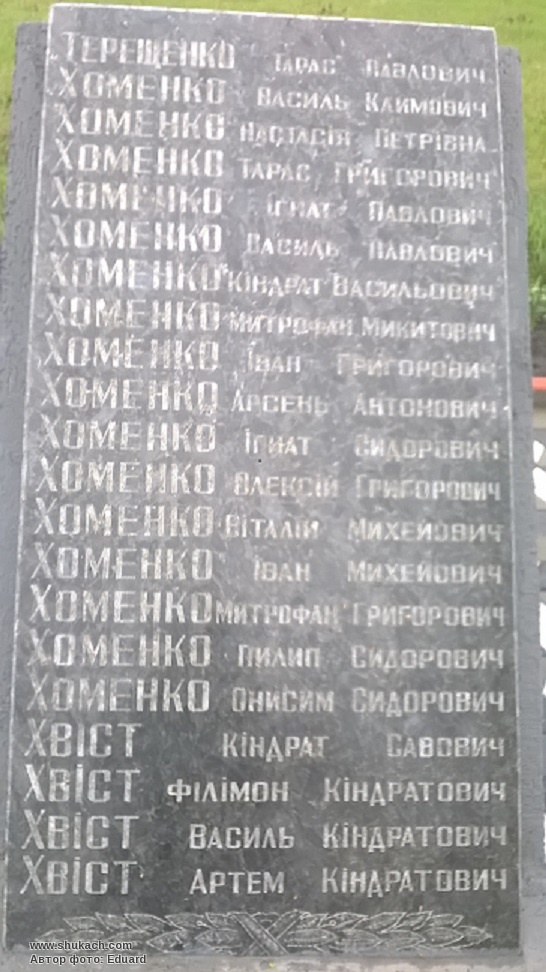 Терещенко Тарас Павлович
Хоменко Василь Климович
Хоменко Настасія Петрівна
Хоменко Тарас Григорович
Хоменко Ігнат Павлович
Хоменко Василь Павлович
Хоменко Кіндрат Васильович
Хоменко Митрофан Микитович
Хоменко Іван Григорович
Хоменко Арсень Антонович
Хоменко Ігнат Сидорович
Хоменко Олексій Григорович
Хоменко Віталій Михейович
Хоменко Іван Михейович
Хоменко Митрофан Григорович
Хоменко Пилип Сидорович
Хоменко Онисим Сидорович
Хвіст Кіндрат Савович
Хвіст Філімон Кіндратович
Хвіст Василь Кіндратович
Хвіст Артем Кіндратович
www.shukach.com
Автор фото: Eduard